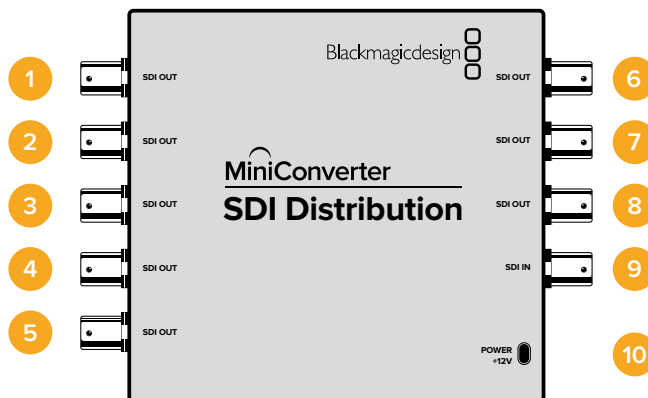 Blackmagicdesign
1
SDI OUT
SDI OUT
6
2
SDI OUT
SDI OUT
7
MiniConverter
3
SDI OUT
SDI Distribution
SDI OUT
8
4
SDI OUT
SDI IN
9
5
SDI OUT
POWER
+12V
10